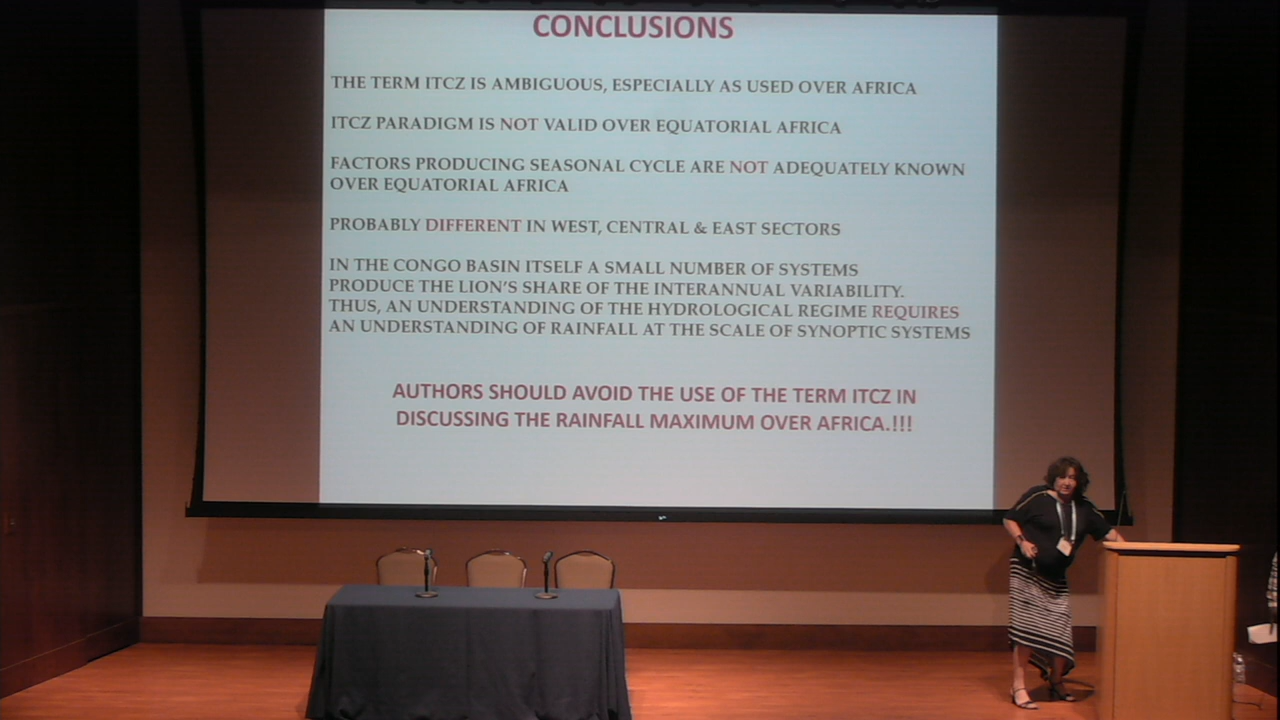 CONCLUSIONS
THE TERM ITCZ IS AMBIGUOUS, ESPECIALLY AS USED OVER AFRICA
ITCZ PARADIGM IS NOT VALID OVER EQUATORIAL AFRICA
FACTORS PRODUCING SEASONAL CYCLE ARE NOT ADEQUATELY KNOWN
OVER EQUATORIAL AFRICA
PROBABLY DIFFERENT IN WEST, CENTRAL & EAST SECTORS
IN THE CONGO BASIN ITSELF A SMALL NUMBER OF SYSTEMS
PRODUCE THE LION'S SHARE OF THE INTERANNUAL VARIABILITY.
THUS, AN UNDERSTANDING OF THE HYDROLOGICAL REGIME REQUIRES
AN UNDERSTANDING OF RAINFALL AT THE SCALE OF SYNOPTIC SYSTEMS
AUTHORS SHOULD AVOID THE USE OF THE TERM ITCZ IN
DISCUSSING THE RAINFALL MAXIMUM OVER AFRICA.!!!